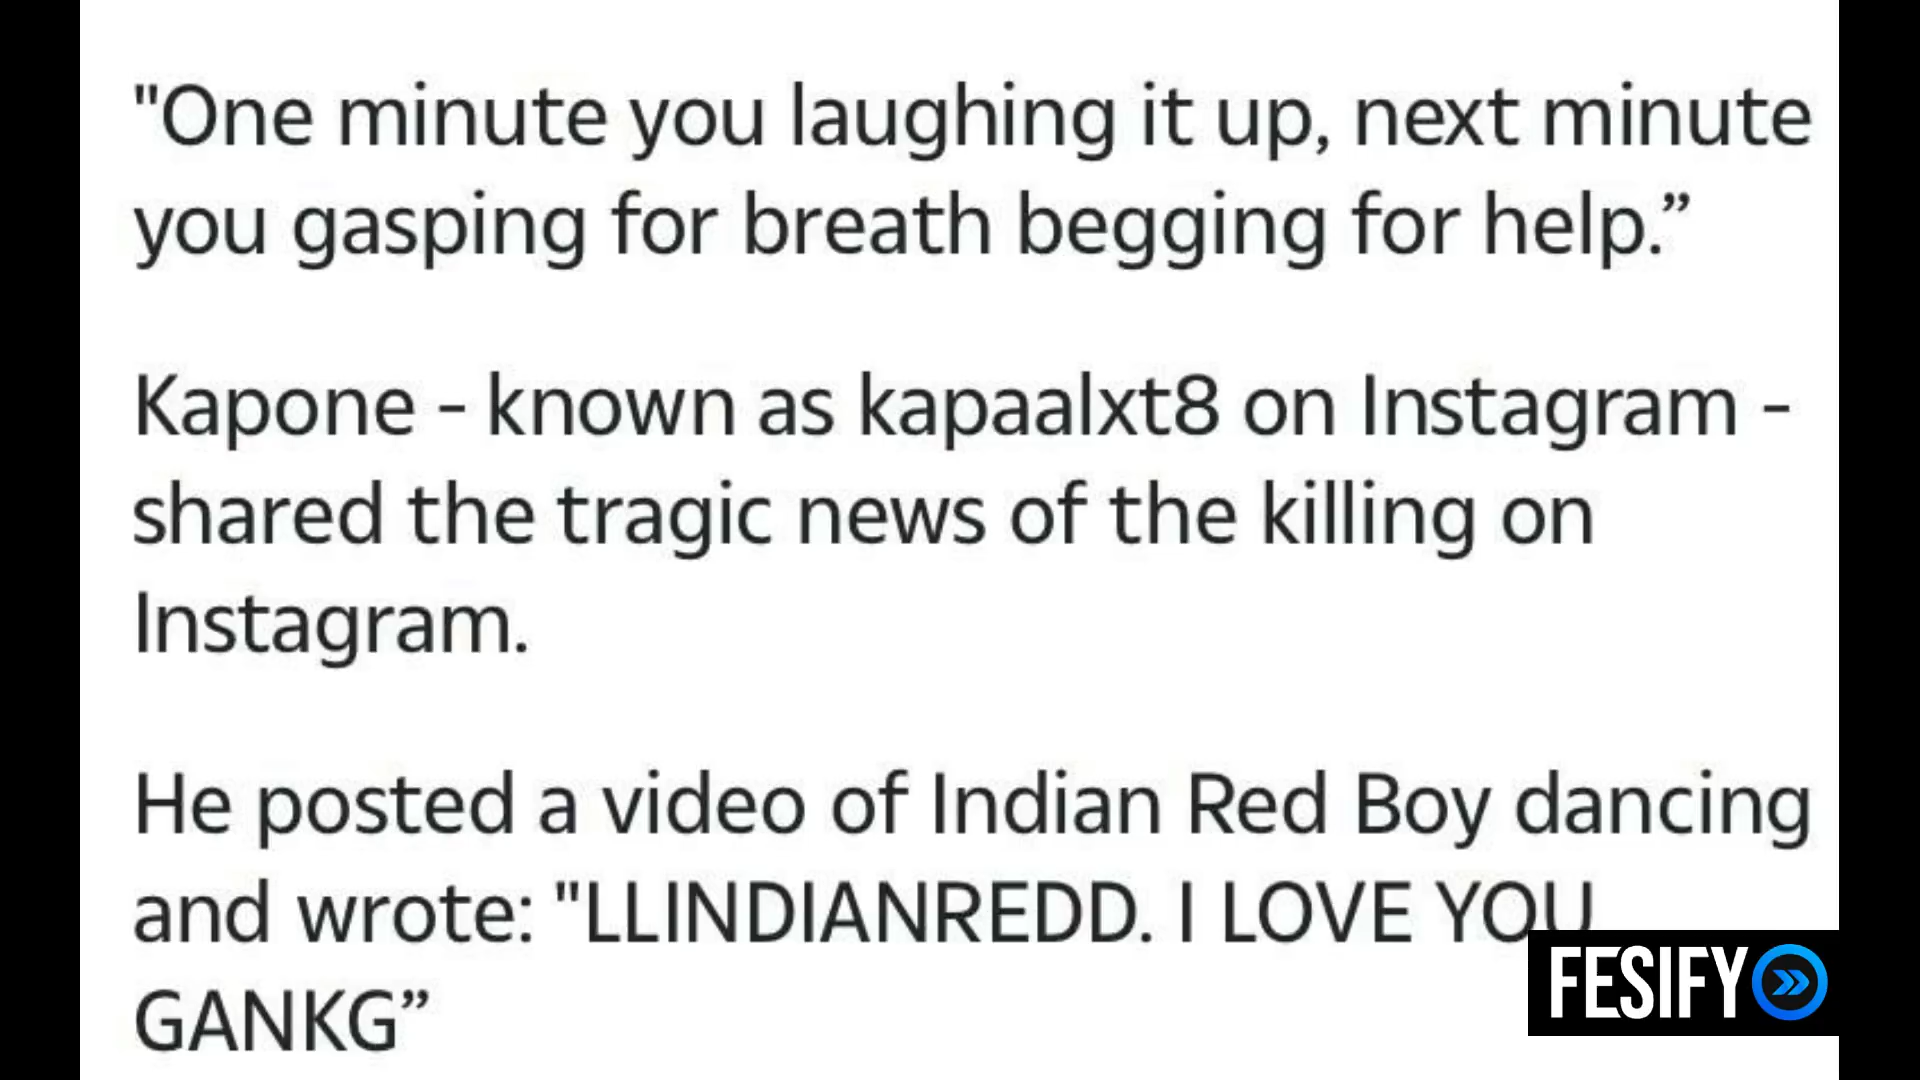 "One minute you laughing it up, next minute
you gasping for breath begging for help.”
Kapone - known as kapaalxt8 on Instagram -
shared the tragic news of the killing on
Instagram.
He posted a video of Indian Red Boy dancing
and wrote: "LLINDIANREDD. I LOVE YOU
GANKG”
FESIFY